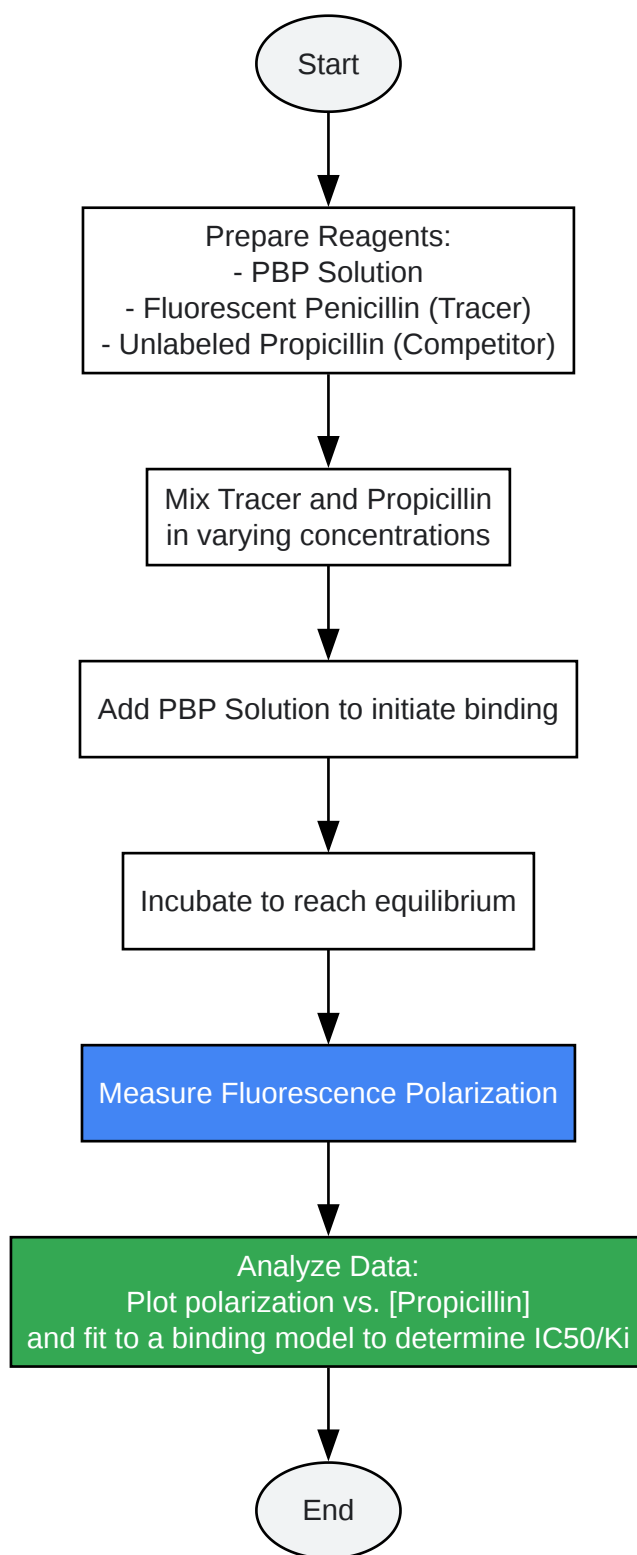 Start
Prepare Reagents:
- PBP Solution
- Fluorescent Penicillin (Tracer)
- Unlabeled Propicillin (Competitor)
Mix Tracer and Propicillin
in varying concentrations
Add PBP Solution to initiate binding
Incubate to reach equilibrium
Measure Fluorescence Polarization
Analyze Data:
Plot polarization vs. [Propicillin]
and fit to a binding model to determine IC50/Ki
End